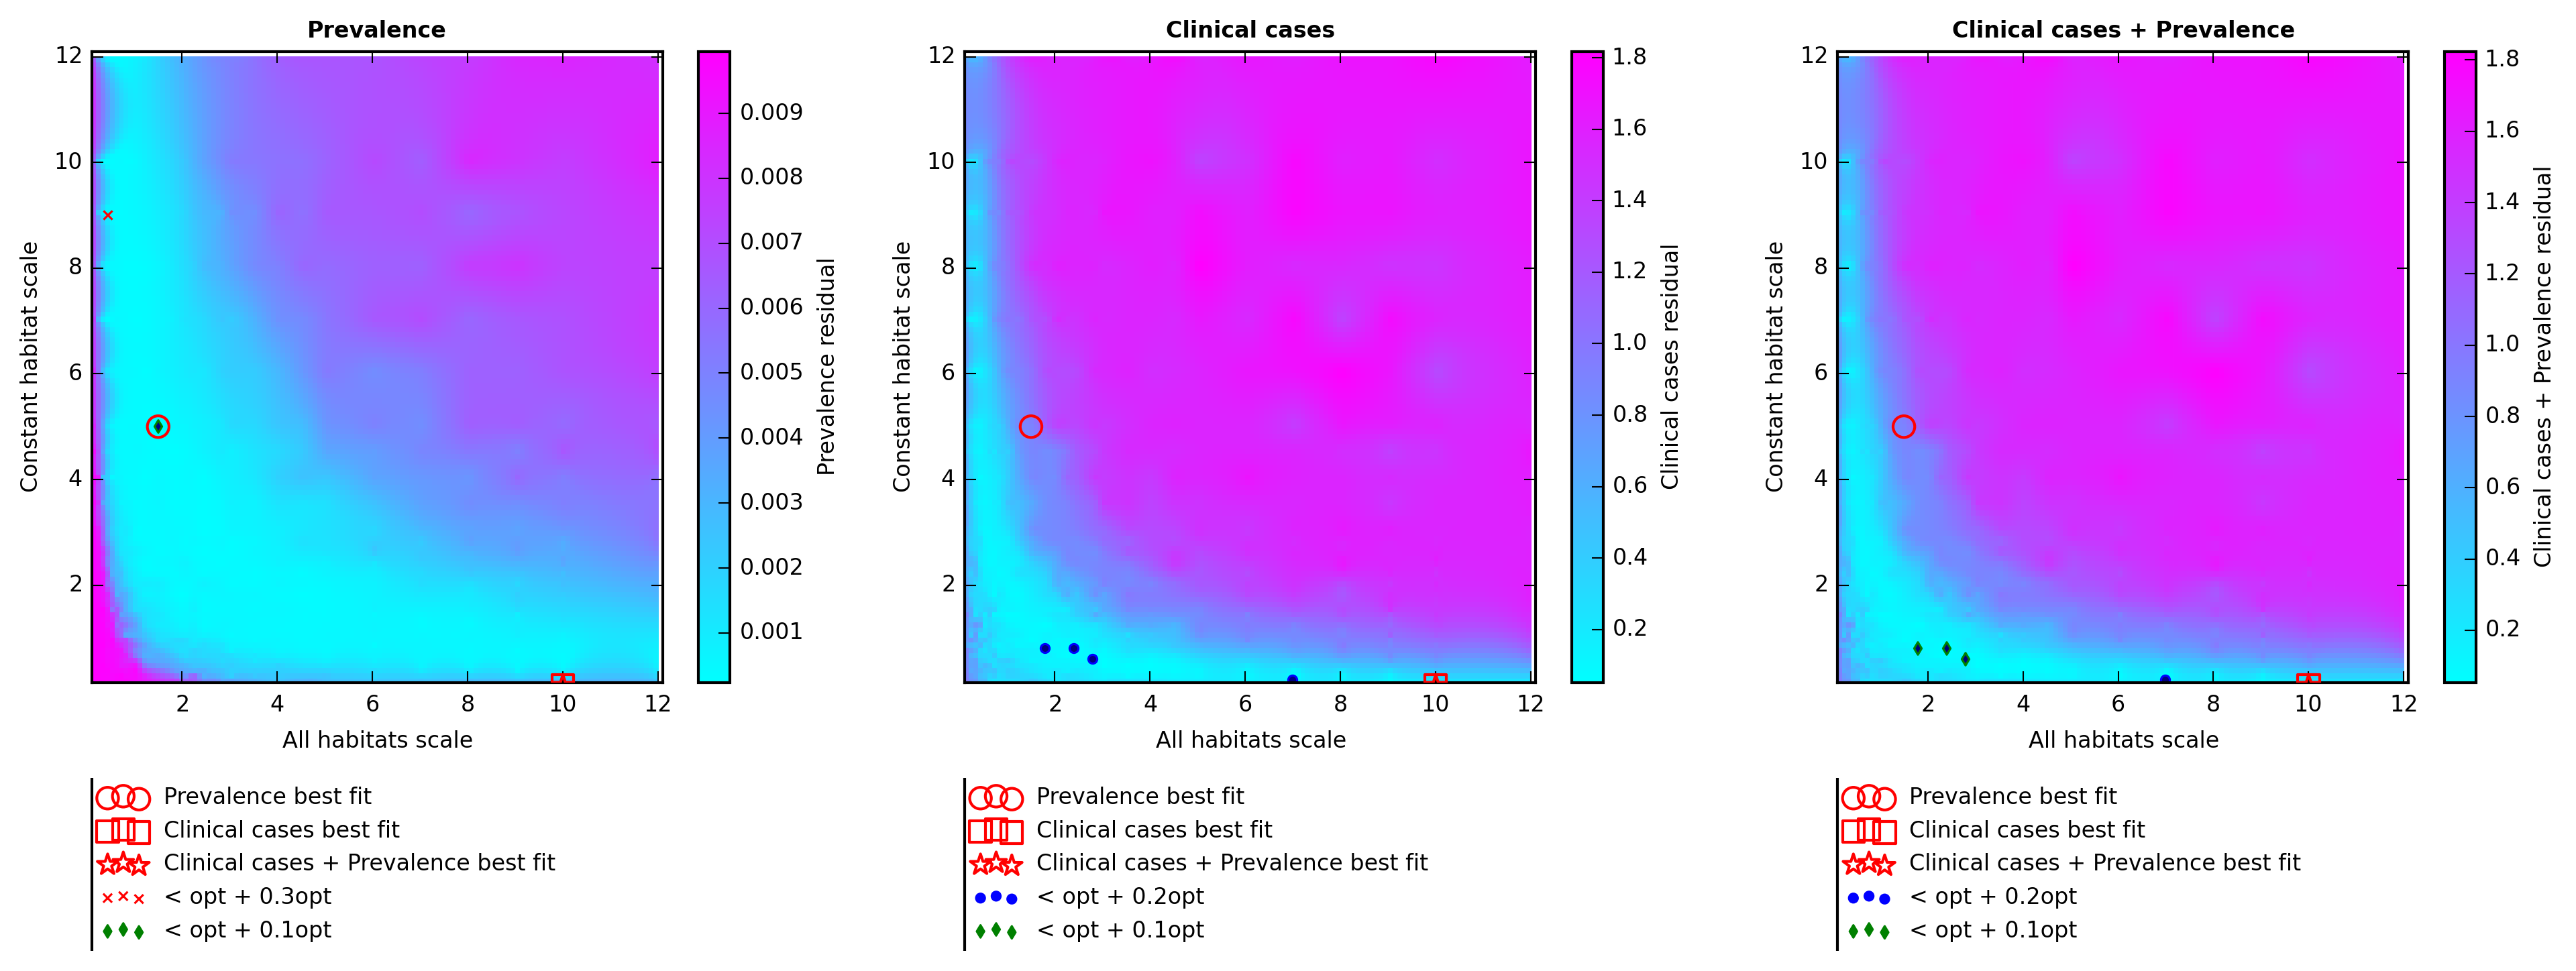 Prevalence
12
10
8
6
4
2
Constant habitat scale
2
4
6
8
10
12
All habitats scale
0.009
0.008
0.007
0.006
0.005
0.004
0.003
0.002
0.001
Prevalence residual
Prevalence best fit
Clinical cases best fit
Clinical cases + Prevalence best fit
< opt + 0.3opt
< opt + 0.1opt
Clinical cases
12
10
8
6
4
2
Constant habitat scale
2
4
6
8
10
12
All habitats scale
1.8
1.6
1.4
1.2
1.0
0.8
0.6
0.4
0.2
Clinical cases residual
Prevalence best fit
Clinical cases best fit
Clinical cases + Prevalence best fit
< opt + 0.2opt
< opt + 0.1opt
Clinical cases + Prevalence
12
10
8
6
4
2
Constant habitat scale
2
4
6
8
10
12
All habitats scale
1.8
1.6
1.4
1.2
1.0
0.8
0.6
0.4
0.2
Clinical cases + Prevalence residual
Prevalence best fit
Clinical cases best fit
Clinical cases + Prevalence best fit
< opt + 0.2opt
< opt + 0.1opt